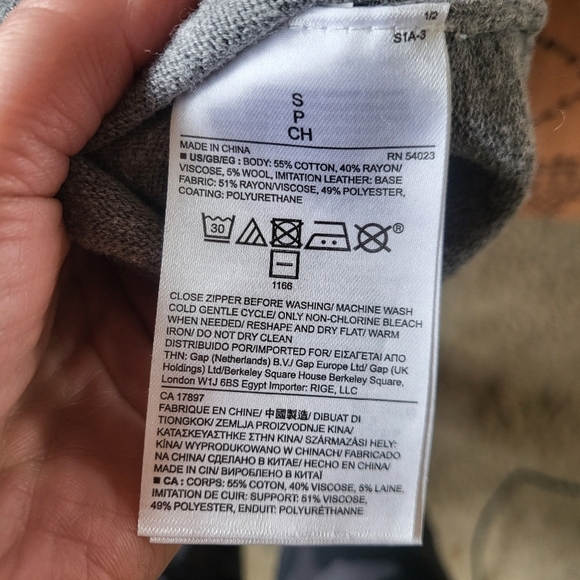 1/2
S1A-3
S
P
CH
MADE IN CHINA RN 54023
■ US/GB/EG : BODY: 55% COTTON, 40% RAYON/
VISCOSE, 5% WOOL, IMITATION LEATHER: BASE
FABRIC: 51% RAYON/VISCOSE, 49% POLYESTER,
COATING: POLYURETHANE
30 ®
1166
CLOSE ZIPPER BEFORE WASHING/ MACHINE WASH
COLD GENTLE CYCLE/ ONLY NON-CHLORINE BLEACH
WHEN NEEDED/ RESHAPE AND DRY FLAT/ WARM
IRON/ DO NOT DRY CLEAN
DISTRIBUTED FOR/IMPORTED FOR/ ΕΙΣΑΓΕΤΑΙ ΑΠΟ
ΤΗΝ: Gap (Netherlands) B.V./ Gap Europe Ltd/ Gap (UK
Holdings) Ltd/Berkeley Square House Berkeley Square,
London W1J 6BS Egypt Importer: RIGE, LLC
CA 17897
FABRIQUÉ EN CHINE/ 中國製造/ DIBUAT DI
TIONGKOK/ ZEMLJA PROIZVODNJE KINA/
ΚΑΤΑΣΚΕΥΑΣΤΗΚΕ ΣΤΗΝ ΚΙΝΑ/ SZÁRMAZÁSI HELY:
KÍNA/ WYPRODUKOWANO W CHINACH/ FABRICADO
NA CHINA/ СДЕЛАНО В КИТАЕ/ HECHO EN CHINA/
MADE IN CIN/ ВИРОБЛЕНО В КИТАЇ
■ CA : CORPS: 55% COTON, 40% VISCOSE, 5% LAINE,
IMITATION DE CUIR: SUPPORT: 51% VISCOSE,
49% POLYESTER, ENDUIT: POLYURÉTHANNE